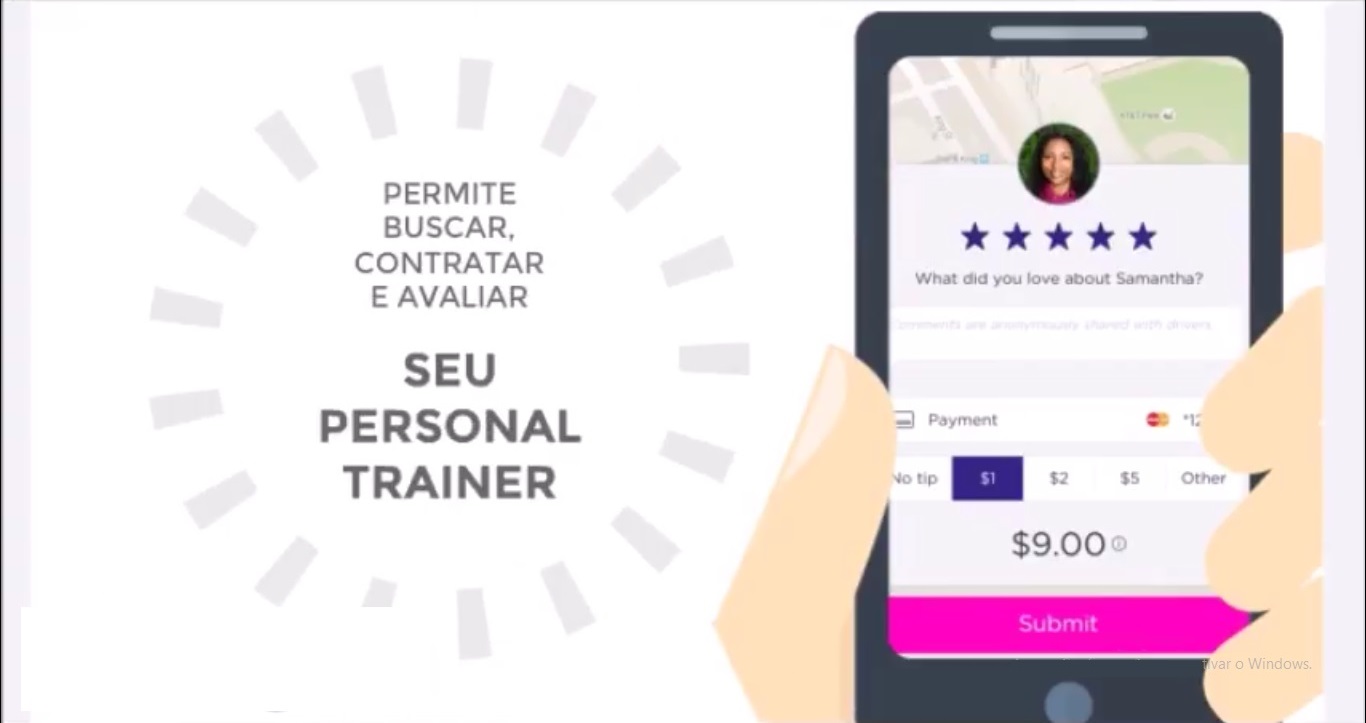 PERMITE
BUSCAR,
CONTRATAR
E AVALIAR
SEU
PERSONAL
TRAINER
What did you love about Samantha?
comments are anonymously shared with drivers.
Payment *12
No tip $1 $2 $5 Other
$9.00
Submit
ivar o Windows.